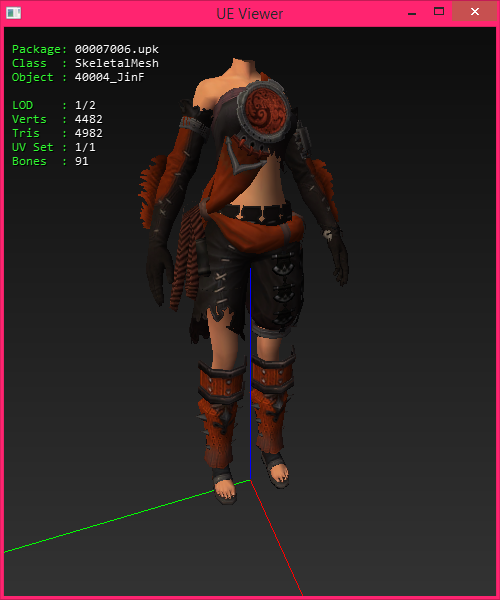 UE Viewer
Package: 00007006.upk
Class : SkeletalMesh
Object : 40004_JinF
LOD : 1/2
Verts : 4482
Tris : 4982
UV Set : 1/1
Bones : 91